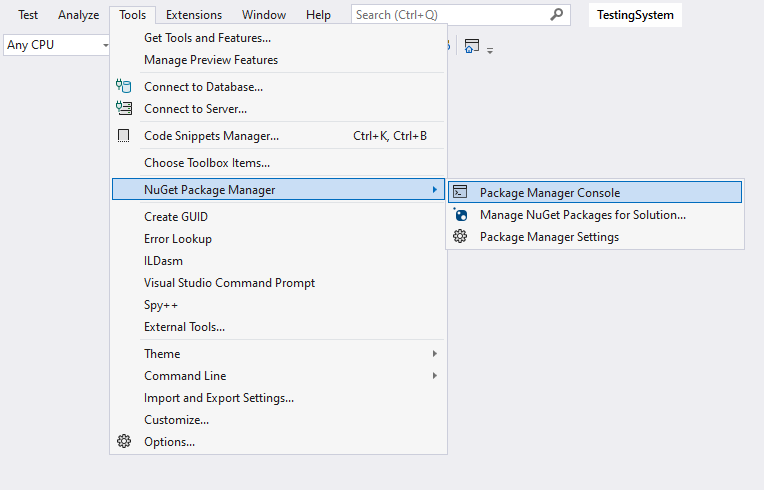 Test Analyze Tools Extensions Window Help Search (Ctrl+Q) TestingSystem
Any CPU
Get Tools and Features...
Manage Preview Features
Connect to Database...
Connect to Server...
Code Snippets Manager... Ctrl+K, Ctrl+B
Choose Toolbox Items...
NuGet Package Manager
Package Manager Console
Manage NuGet Packages for Solution...
Package Manager Settings
Create GUID
Error Lookup
ILDasm
Visual Studio Command Prompt
Spy++
External Tools...
Theme
Command Line
Import and Export Settings...
Customize...
Options...